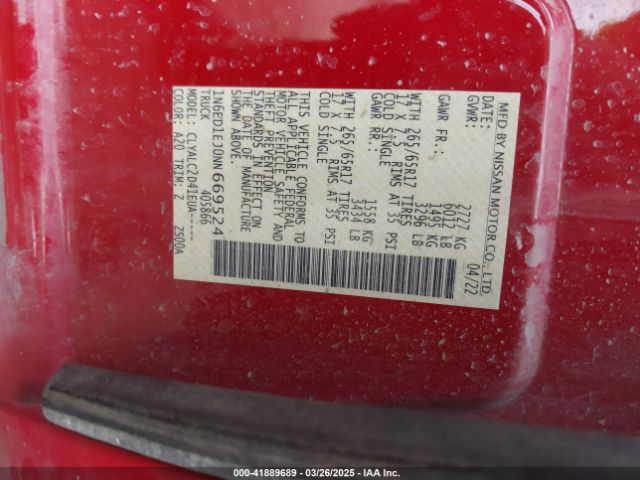 MFD BY NISSAN MOTOR CO., LTD.
DATE: 04/22
GVWR: 2727 KG
6012 LB
GAWR FR: 1495 KG
3296 LB
WITH 265/65R17 TIRES
17 X 7.5 RIMS AT 35 PSI
COLD SINGLE
GAWR RR: 1558 KG
3434 LB
WITH 265/65R17 TIRES
17 X 7.5 RIMS AT 35 PSI
COLD SINGLE
THIS VEHICLE CONFORMS TO
ALL APPLICABLE FEDERAL
MOTOR VEHICLE SAFETY AND
THEFT PREVENTION
STANDARDS IN EFFECT ON
THE DATE OF MANUFACTURE
SHOWN ABOVE.
1N6ED1EJ0NN669524
TRUCK 405866
MODEL: CLYALC2D41EUA-----
COLOR: A20 TRIM: Z ZSDDA
000-41889689 | 03/26/2025 | IAA Inc.